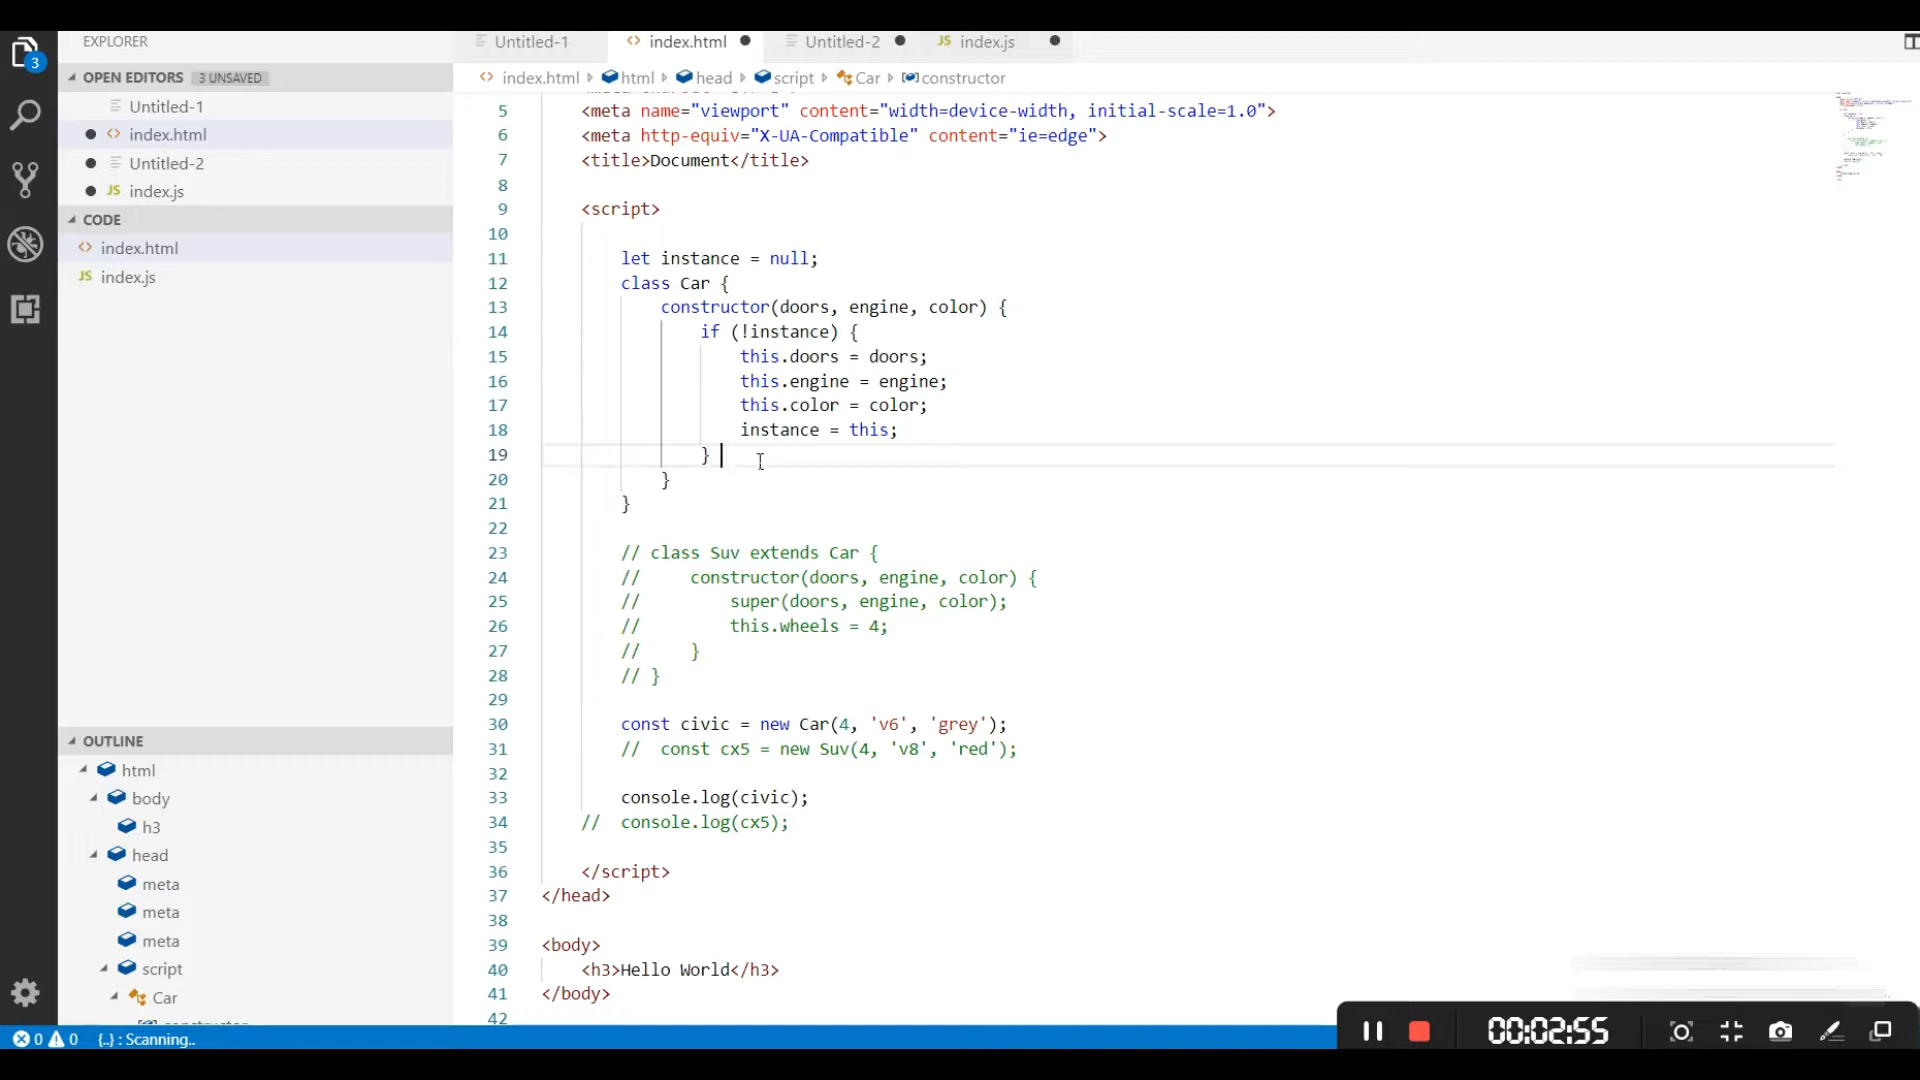 EXPLORER
OPEN EDITORS 3 UNSAVED
Untitled-1
index.html
Untitled-2
JS index.js
CODE
<> index.html
JS index.js
OUTLINE
html
body
h3
head
meta
meta
meta
script
Car
3
Untitled-1 <> index.html Untitled-2 JS index.js
<> index.html html head script Car constructor
5 <meta name="viewport" content="width=device-width, initial-scale=1.0">
6 <meta http-equiv="X-UA-Compatible" content="ie=edge">
7 <title>Document</title>
8
9 <script>
10
11 let instance = null;
12 class Car {
13 constructor(doors, engine, color) {
14 if (!instance) {
15 this.doors = doors;
16 this.engine = engine;
17 this.color = color;
18 instance = this;
19 }
20 }
21 }
22
23 // class Suv extends Car {
24 // constructor(doors, engine, color) {
25 // super(doors, engine, color);
26 // this.wheels = 4;
27 // }
28 // }
29
30 const civic = new Car(4, 'v6', 'grey');
31 // const cx5 = new Suv(4, 'v8', 'red');
32
33 console.log(civic);
34 // console.log(cx5);
35
36 </script>
37 </head>
38
39 <body>
40 <h3>Hello World</h3>
41 </body>
42
0 0 {..} : Scanning..
00:02:55